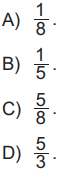 A) 1/8.
B) 1/5.
C) 5/8.
D) 5/3.